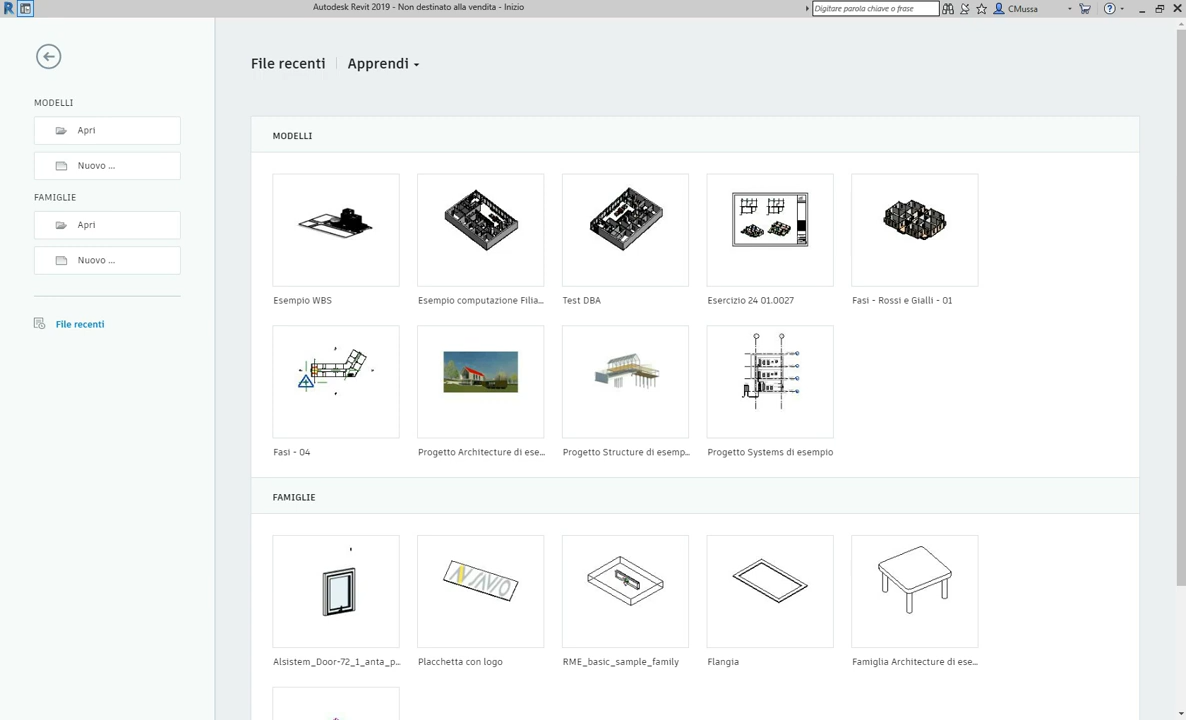 Autodesk Revit 2019 - Non destinato alla vendita - Inizio
Digitare parola chiave o frase
CMussa
File recenti
Apprendi
MODELLI
Apri
Nuovo ...
FAMIGLIE
Apri
Nuovo ...
File recenti
MODELLI
Esempio WBS
Esempio computazione Filia...
Test DBA
Esercizio 24 01.0027
Fasi - Rossi e Gialli - 01
Fasi - 04
Progetto Architecture di ese...
Progetto Structure di esemp...
Progetto Systems di esempio
FAMIGLIE
Alsistem_Door-72_1_anta_p...
Placchetta con logo
RME_basic_sample_family
Flangia
Famiglia Architecture di ese...